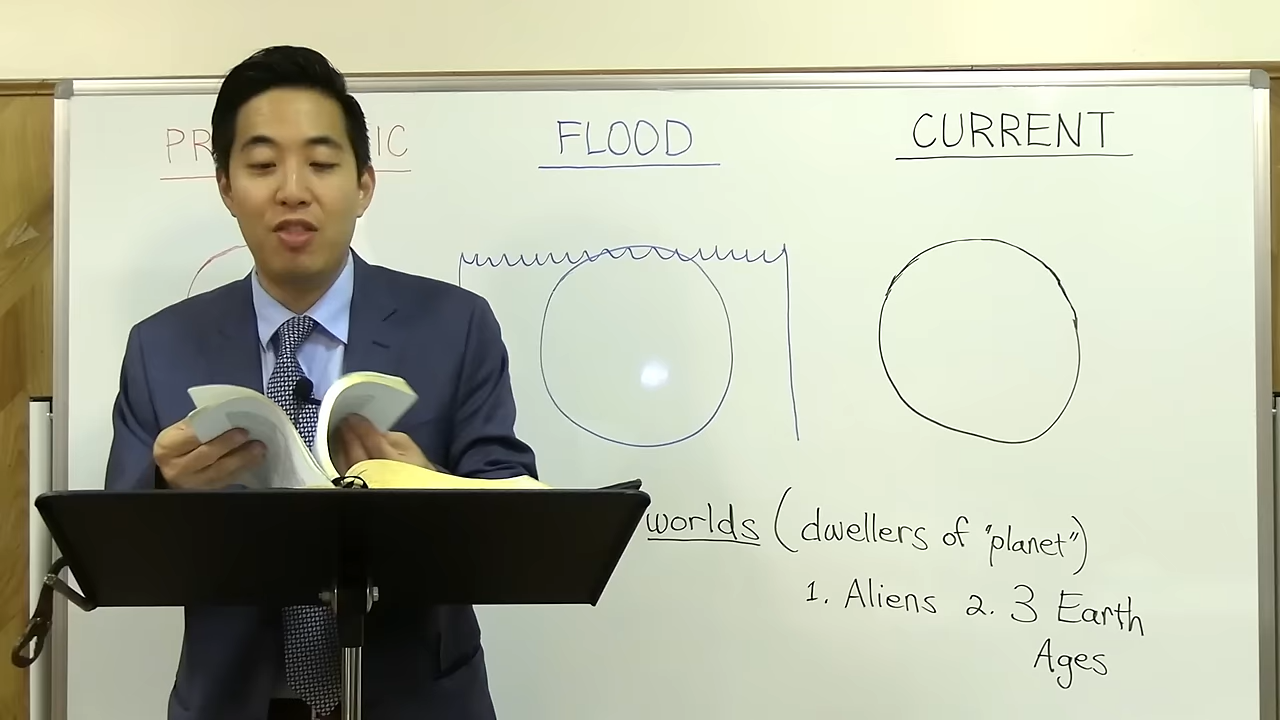 FLOOD
CURRENT
worlds (dwellers of "planet")
1. Aliens 2. 3 Earth
Ages